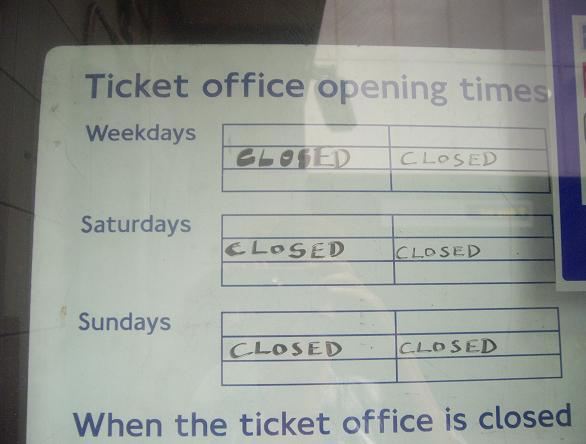 Ticket office opening times
Weekdays
CLOSED CLOSED
Saturdays
CLOSED CLOSED
Sundays
CLOSED CLOSED
When the ticket office is closed